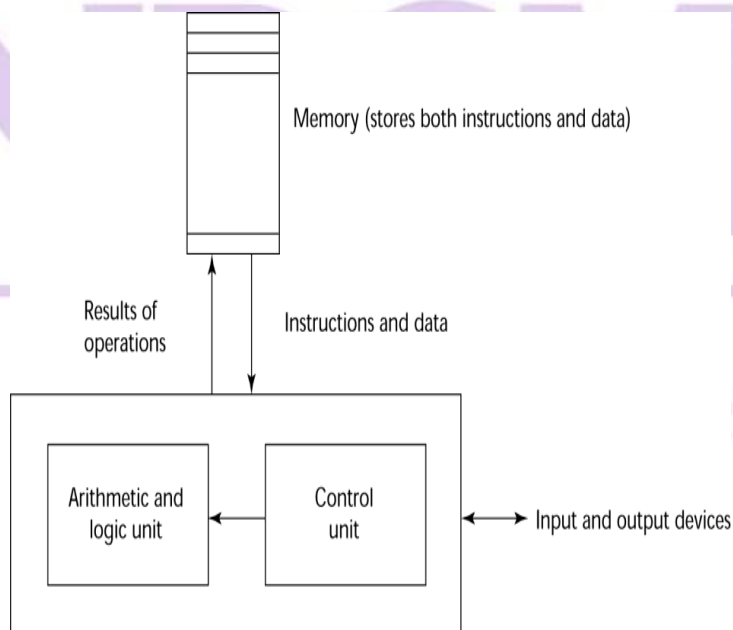 Memory (stores both instructions and data)
Results of
operations
Instructions and data
Arithmetic and
logic unit
Control
unit
Input and output devices